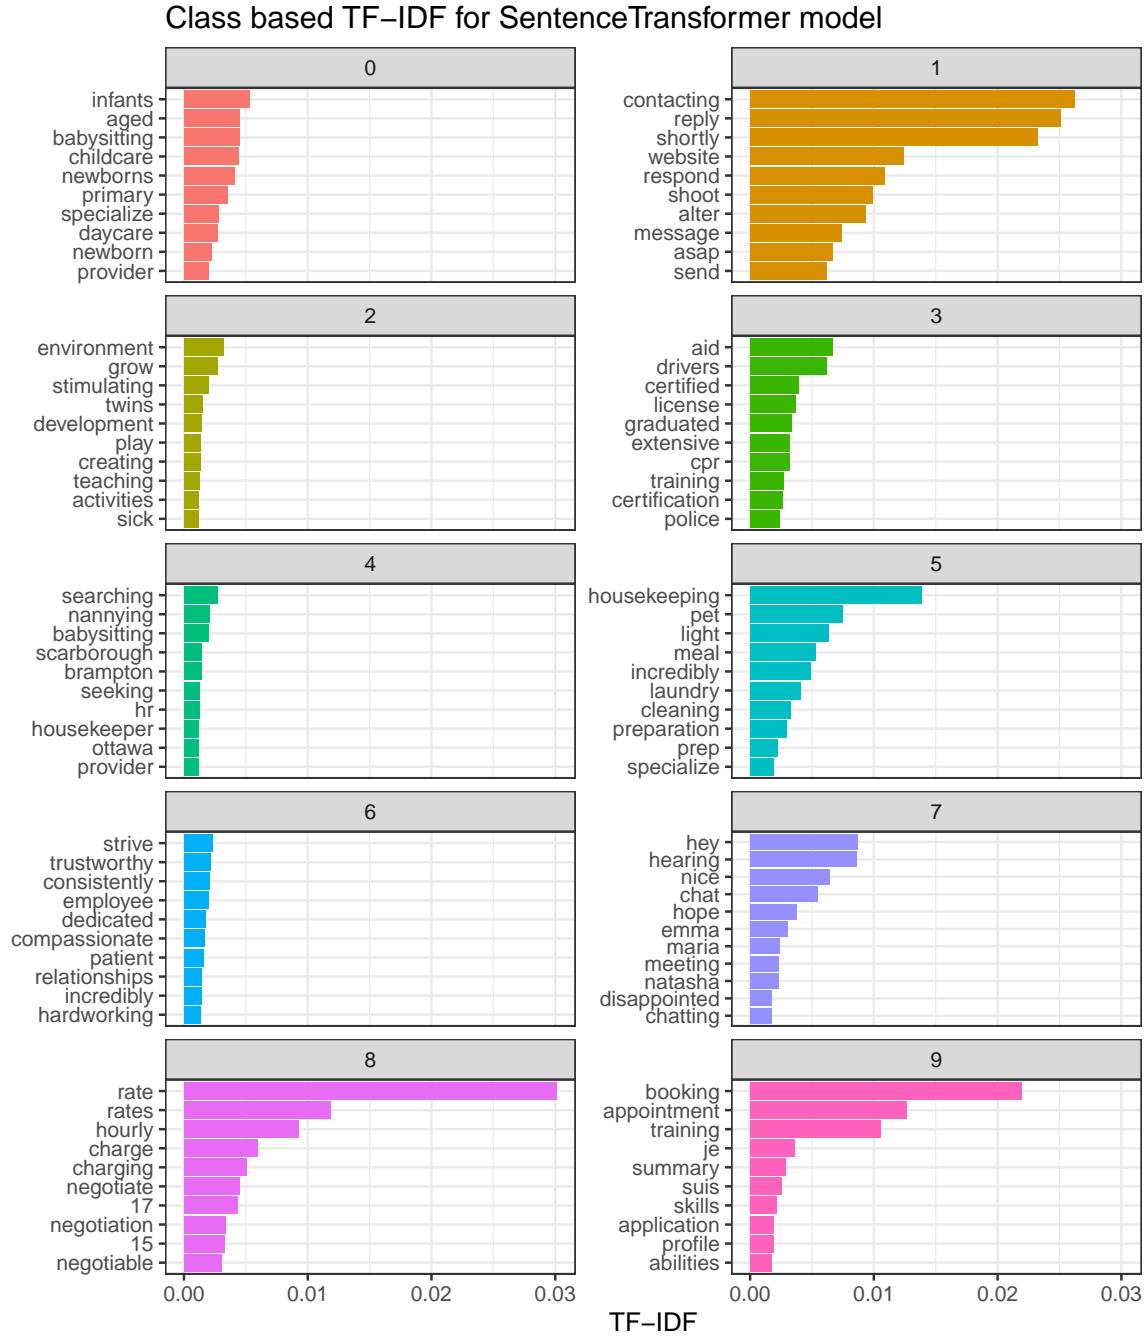 Class based TF−IDF for SentenceTransformer model
0
infants
aged
babysitting
childcare
newborns
primary
specialize
daycare
newborn
provider
1
contacting
reply
shortly
website
respond
shoot
alter
message
asap
send
2
environment
grow
stimulating
twins
development
play
creating
teaching
activities
sick
3
aid
drivers
certified
license
graduated
extensive
cpr
training
certification
police
4
searching
nannying
babysitting
scarborough
brampton
seeking
hr
housekeeper
ottawa
provider
5
housekeeping
pet
light
meal
incredibly
laundry
cleaning
preparation
prep
specialize
6
strive
trustworthy
consistently
employee
dedicated
compassionate
patient
relationships
incredibly
hardworking
7
hey
hearing
nice
chat
hope
emma
maria
meeting
natasha
disappointed
chatting
8
rate
rates
hourly
charge
charging
negotiate
17
negotiation
15
negotiable
9
booking
appointment
training
je
summary
suis
skills
application
profile
abilities
0.00 0.01 0.02 0.03
0.00 0.01 0.02 0.03
TF−IDF